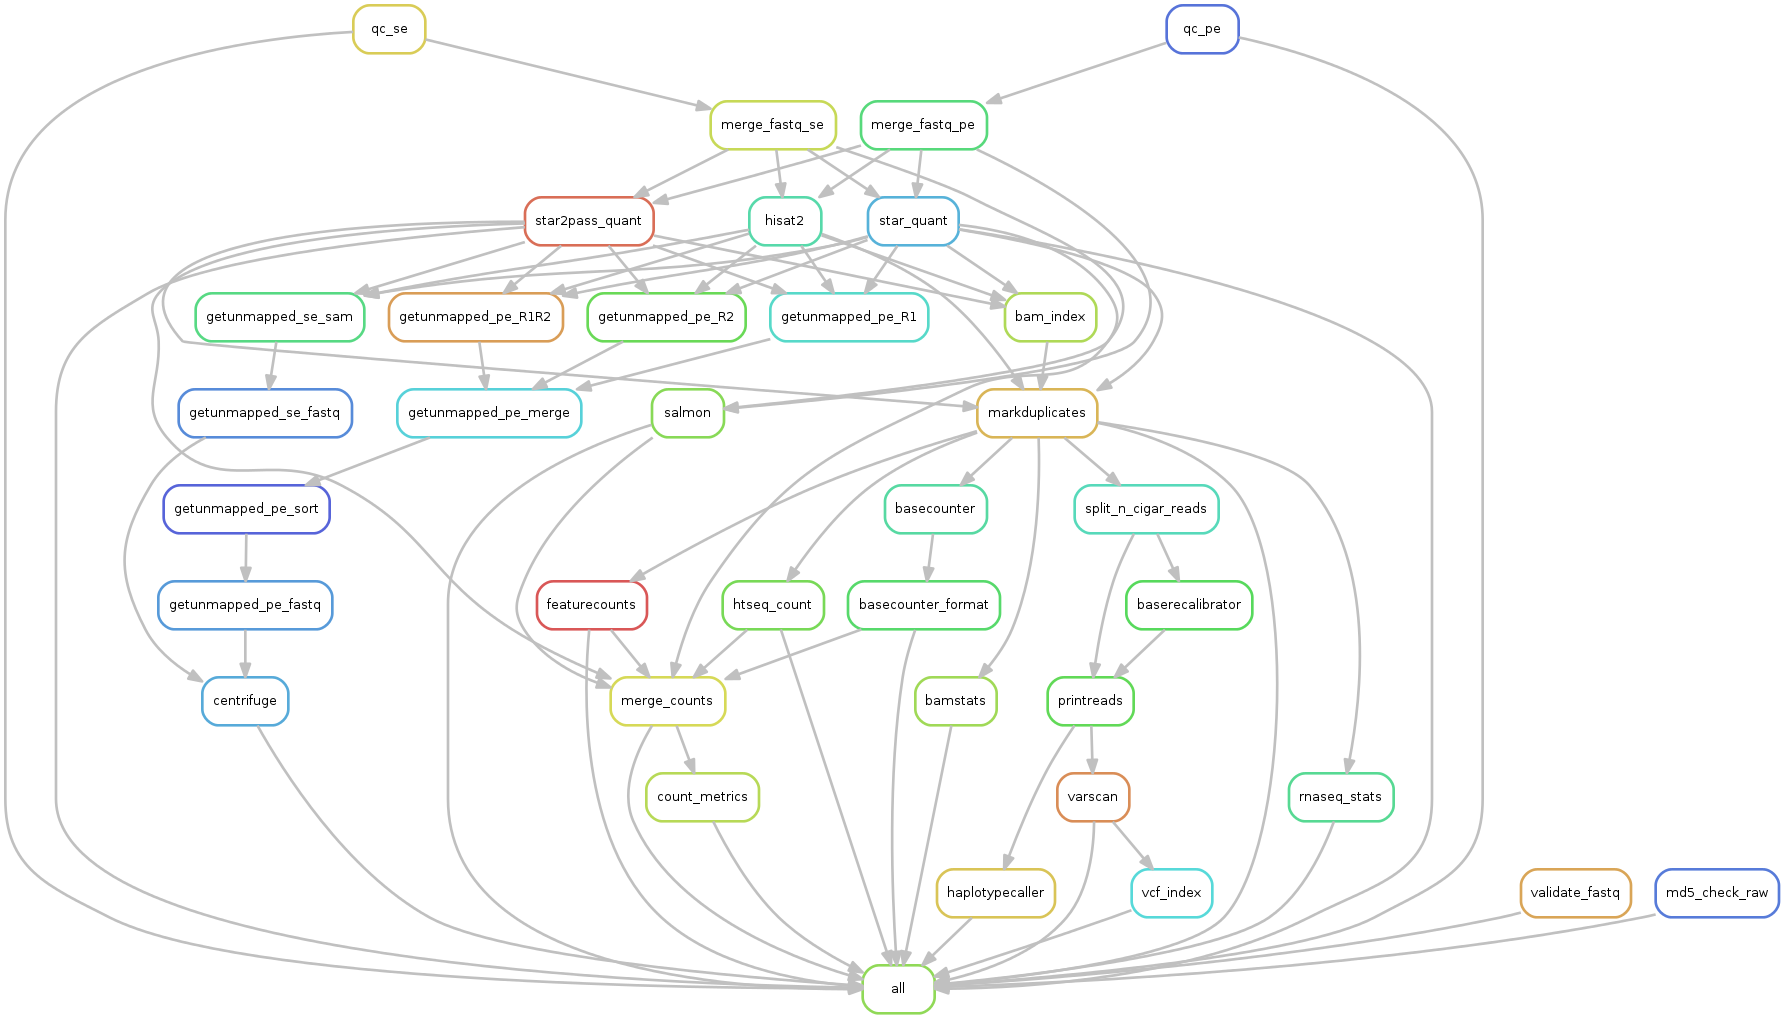 qc_se
qc_pe
merge_fastq_se
merge_fastq_pe
star2pass_quant
hisat2
star_quant
getunmapped_se_sam
getunmapped_pe_R1R2
getunmapped_pe_R2
getunmapped_pe_R1
bam_index
getunmapped_se_fastq
getunmapped_pe_merge
salmon
markduplicates
getunmapped_pe_sort
basecounter
split_n_cigar_reads
getunmapped_pe_fastq
featurecounts
htseq_count
basecounter_format
baserecalibrator
centrifuge
merge_counts
bamstats
printreads
count_metrics
varscan
rnaseq_stats
haplotypecaller
vcf_index
validate_fastq
md5_check_raw
all